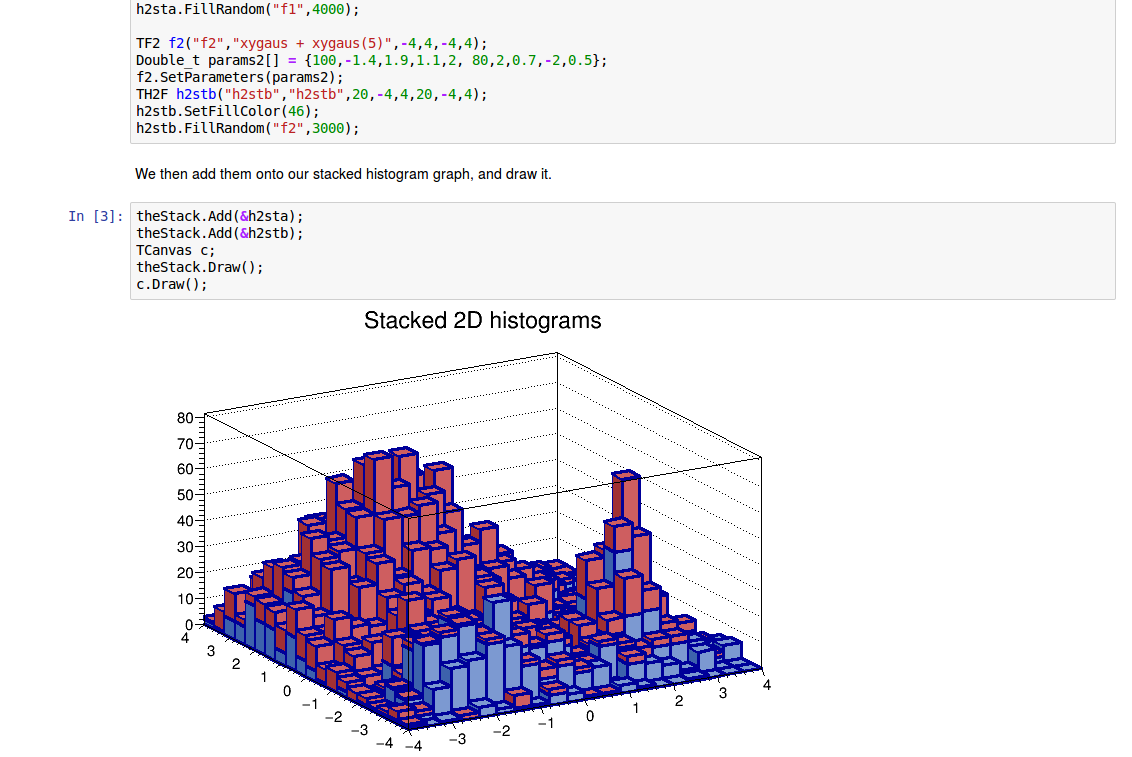 h2sta.FillRandom("f1",4000);
TF2 f2("f2","xygaus + xygaus(5)",-4,4,-4,4);
Double_t params2[] = {100,-1.4,1.9,1.1,2, 80,2,0.7,-2,0.5};
f2.SetParameters(params2);
TH2F h2stb("h2stb","h2stb",20,-4,4,20,-4,4);
h2stb.SetFillColor(46);
h2stb.FillRandom("f2",3000);
We then add them onto our stacked histogram graph, and draw it.
In [3]: theStack.Add(&h2sta);
theStack.Add(&h2stb);
TCanvas c;
theStack.Draw();
c.Draw();
Stacked 2D histograms
80
70
60
50
40
30
20
10
0
4
3
2
1
0
−1
−2
−3
−4
−4
−3
−2
−1
0
1
2
3
4